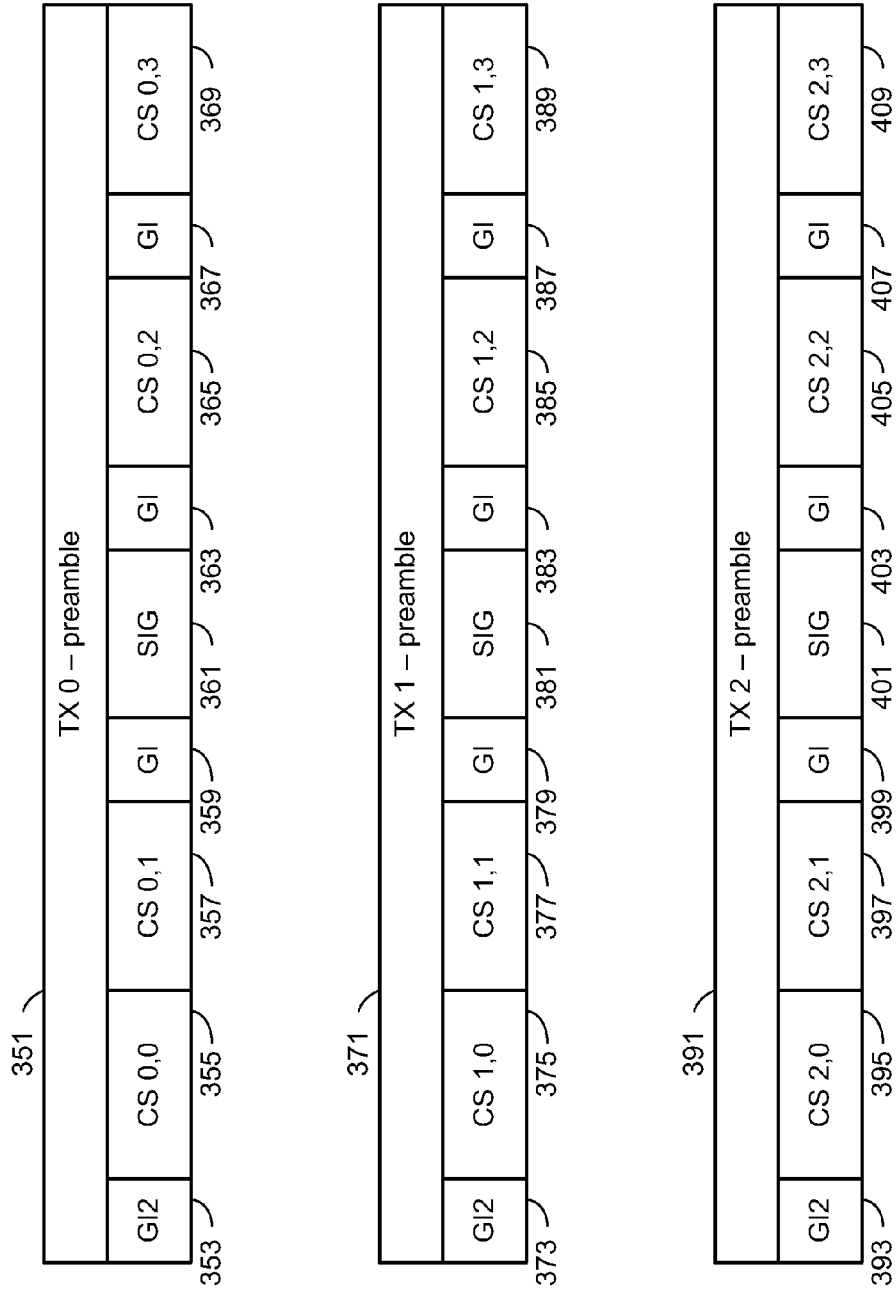 351
TX 0 – preamble
GI2 CS 0,0 CS 0,1 GI SIG GI CS 0,2 GI CS 0,3
353 355 357 359 361 363 365 367 369
371
TX 1 – preamble
GI2 CS 1,0 CS 1,1 GI SIG GI CS 1,2 GI CS 1,3
373 375 377 379 381 383 385 387 389
391
TX 2 – preamble
GI2 CS 2,0 CS 2,1 GI SIG GI CS 2,2 GI CS 2,3
393 395 397 399 401 403 405 407 409